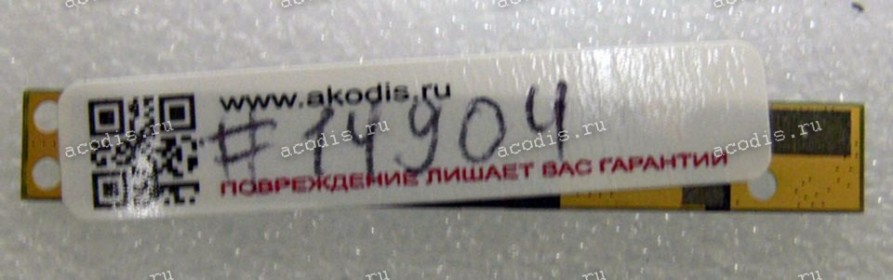 www.akodis.ru
#14904
ПОВРЕЖДЕНИЕ ЛИШАЕТ ВАС ГАРАНТИИ
acodis.ru
acodis.ru
acodis.ru
acodis.ru